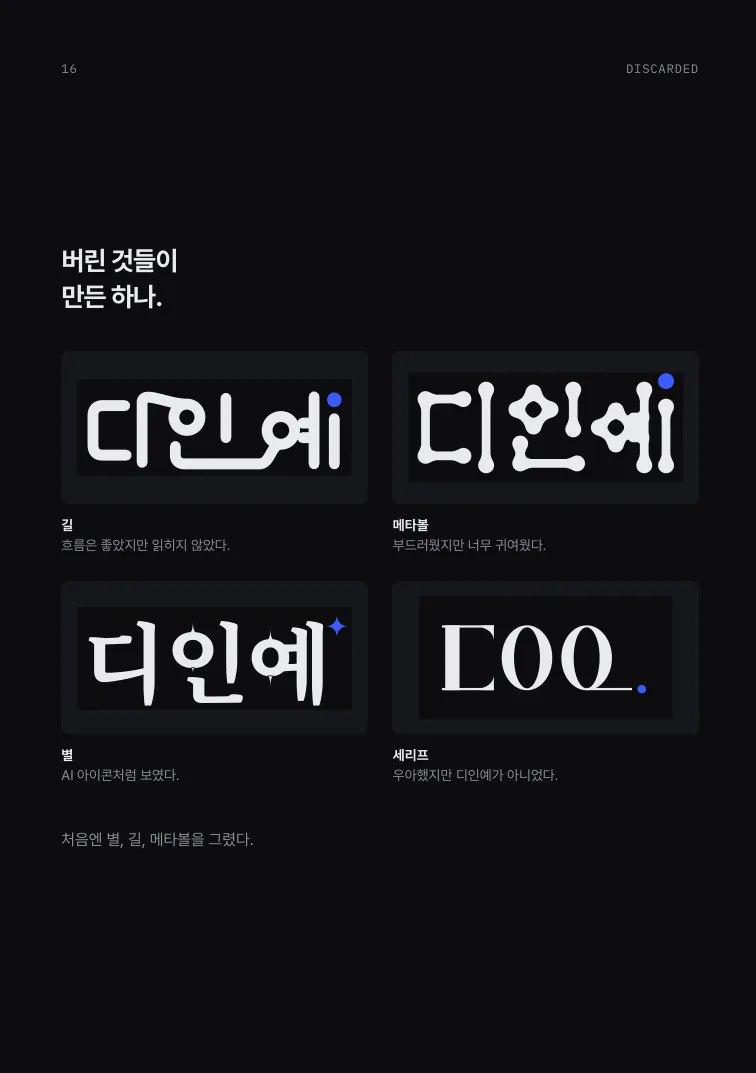 16
DISCARDED
버린 것들이
만든 하나.
디인예
디인예
길
흐름은 좋았지만 읽히지 않았다.
메타볼
부드러웠지만 너무 귀여웠다.
디인예
별
AI 아이콘처럼 보였다.
세리프
우아했지만 디인예가 아니었다.
처음엔 별, 길, 메타볼을 그렸다.